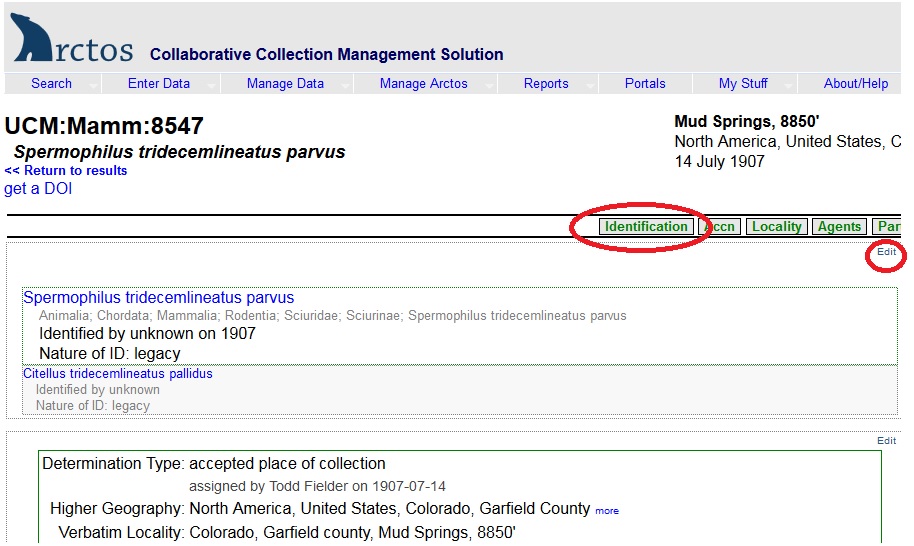 arctos Collaborative Collection Management Solution
Search Enter Data Manage Data Manage Arctos Reports Portals My Stuff About/Help
UCM:Mamm:8547
Spermophilus tridecemlineatus parvus
<< Return to results
get a DOI
Mud Springs, 8850'
North America, United States, C
14 July 1907
Identification Accn Locality Agents Par
Edit
Spermophilus tridecemlineatus parvus
Animalia; Chordata; Mammalia; Rodentia; Sciuridae; Sciurinae; Spermophilus tridecemlineatus parvus
Identified by unknown on 1907
Nature of ID: legacy
Citellus tridecemlineatus pallidus
Identified by unknown
Nature of ID: legacy
Edit
Determination Type: accepted place of collection
assigned by Todd Fielder on 1907-07-14
Higher Geography: North America, United States, Colorado, Garfield County more
Verbatim Locality: Colorado, Garfield county, Mud Springs, 8850'